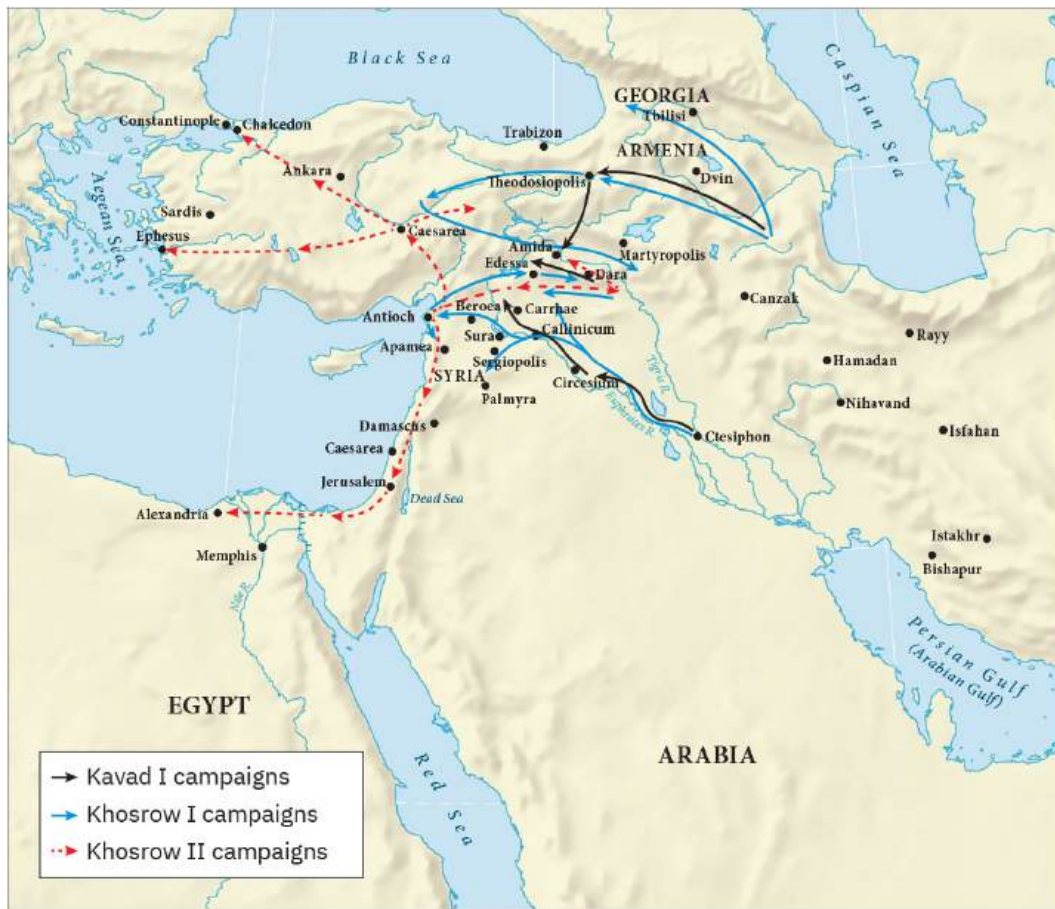 Black Sea
Caspian Sea
GEORGIA
Tbilisi
Constantinople
Chalcedon
Trabizon
ARMENIA
Ankara
Theodosiopolis
Dvin
Aegean Sea
Sardis
Ephesus
Caesarea
Amida
Martyropolis
Edessa
Dara
Canzak
Antioch
Beroea
Carrhae
Rayy
Sura
Callinicum
Apamea
Sergiopolis
Hamadan
SYRIA
Circesium
Tigris R.
Palmyra
Nihavand
Euphrates R.
Damascus
Ctesiphon
Isfahan
Caesarea
Jerusalem
Dead Sea
Alexandria
Istakhr
Memphis
Bishapur
Nile R.
Persian Gulf
(Arabian Gulf)
EGYPT
ARABIA
Red Sea
Kavad I campaigns
Khosrow I campaigns
Khosrow II campaigns